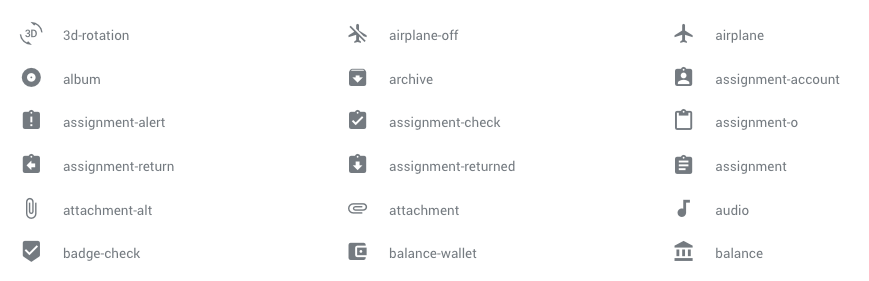 3D 3d-rotation airplane-off airplane
album archive assignment-account
assignment-alert assignment-check assignment-o
assignment-return assignment-returned assignment
attachment-alt attachment audio
badge-check balance-wallet balance